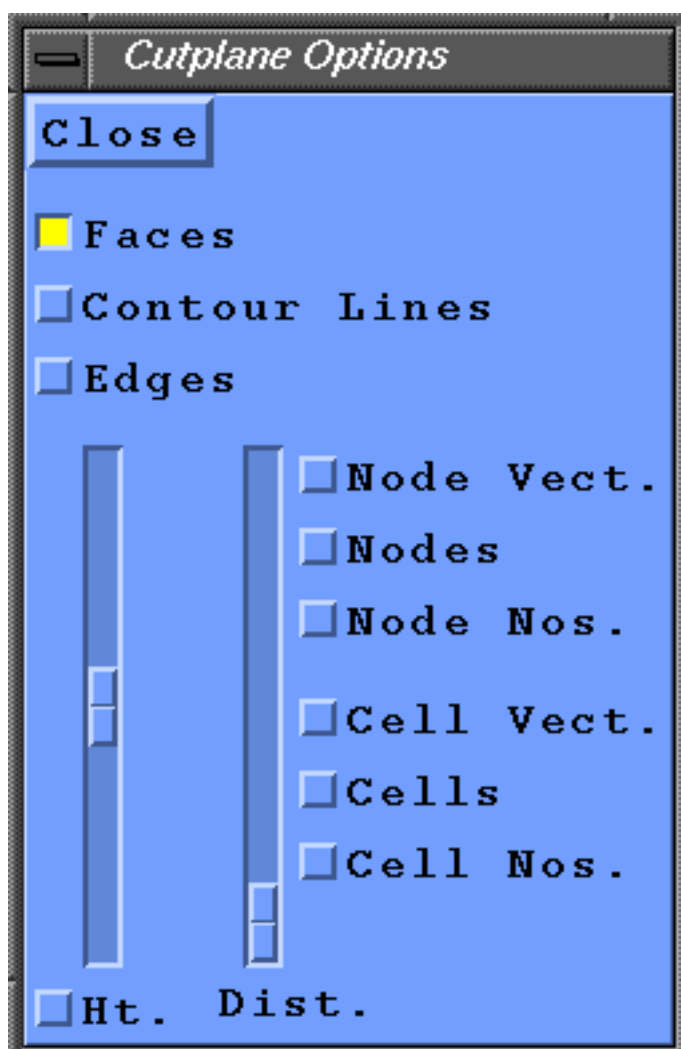 Cutplane Options
Close
Faces
Contour Lines
Edges
Node Vect.
Nodes
Node Nos.
Cell Vect.
Cells
Cell Nos.
Ht. Dist.